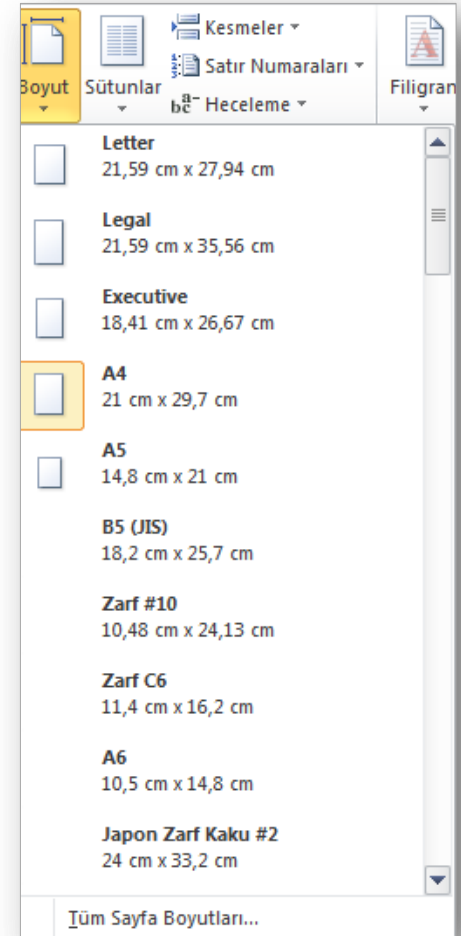 Boyut
Sütunlar
Kesmeler
Satır Numaraları
Heceleme
Filigran
Letter
21,59 cm x 27,94 cm
Legal
21,59 cm x 35,56 cm
Executive
18,41 cm x 26,67 cm
A4
21 cm x 29,7 cm
A5
14,8 cm x 21 cm
B5 (JIS)
18,2 cm x 25,7 cm
Zarf #10
10,48 cm x 24,13 cm
Zarf C6
11,4 cm x 16,2 cm
A6
10,5 cm x 14,8 cm
Japon Zarf Kaku #2
24 cm x 33,2 cm
Tüm Sayfa Boyutları...